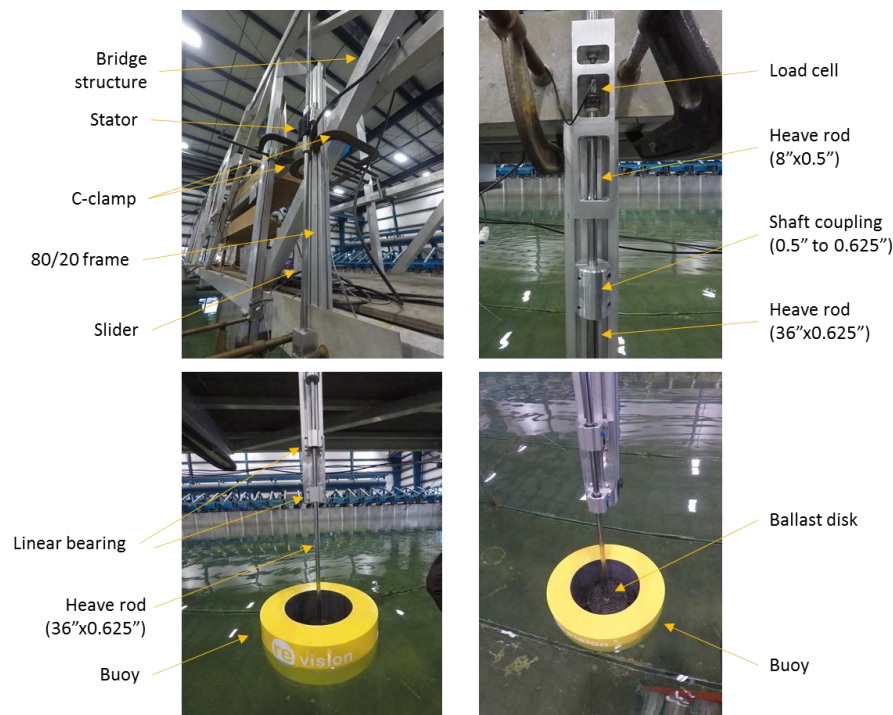 Bridge
structure
Stator
C-clamp
80/20 frame
Slider
Load cell
Heave rod
(8”x0.5”)
Shaft coupling
(0.5” to 0.625”)
Heave rod
(36”x0.625”)
Linear bearing
Heave rod
(36”x0.625”)
Buoy
re vision
Ballast disk
Buoy